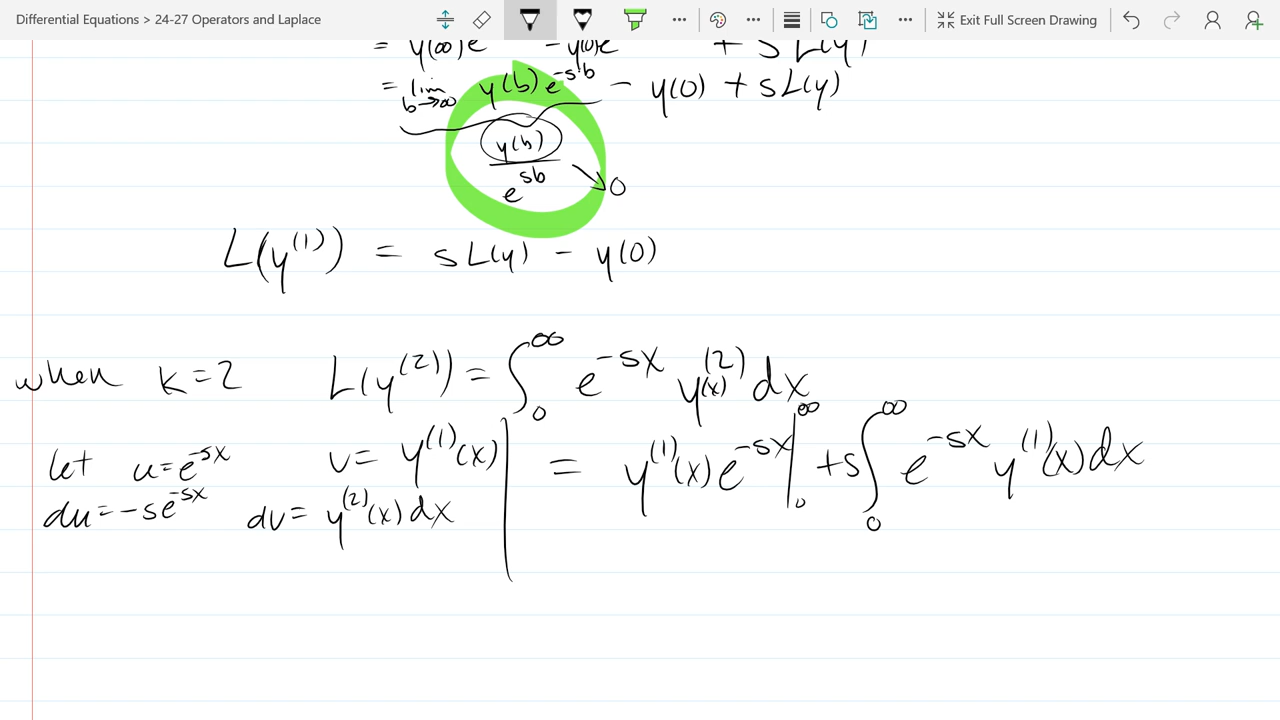 Differential Equations > 24-27 Operators and Laplace
Exit Full Screen Drawing
= y(∞)e - y(0)e + sL(y)
= lim b→∞ y(b)e^{-sb} - y(0) + sL(y)
y(b)
e^{sb} → 0
L(y^{(1)}) = sL(y) - y(0)
when k=2 L(y^{(2)}) = ∫_0^∞ e^{-sx} y^{(2)}(x) dx
let u=e^{-sx} v= y^{(1)}(x) = y^{(1)}(x)e^{-sx}|_0^∞ +s∫_0^∞ e^{-sx} y^{(1)}(x)dx
du=-se^{-sx} dv= y^{(2)}(x)dx